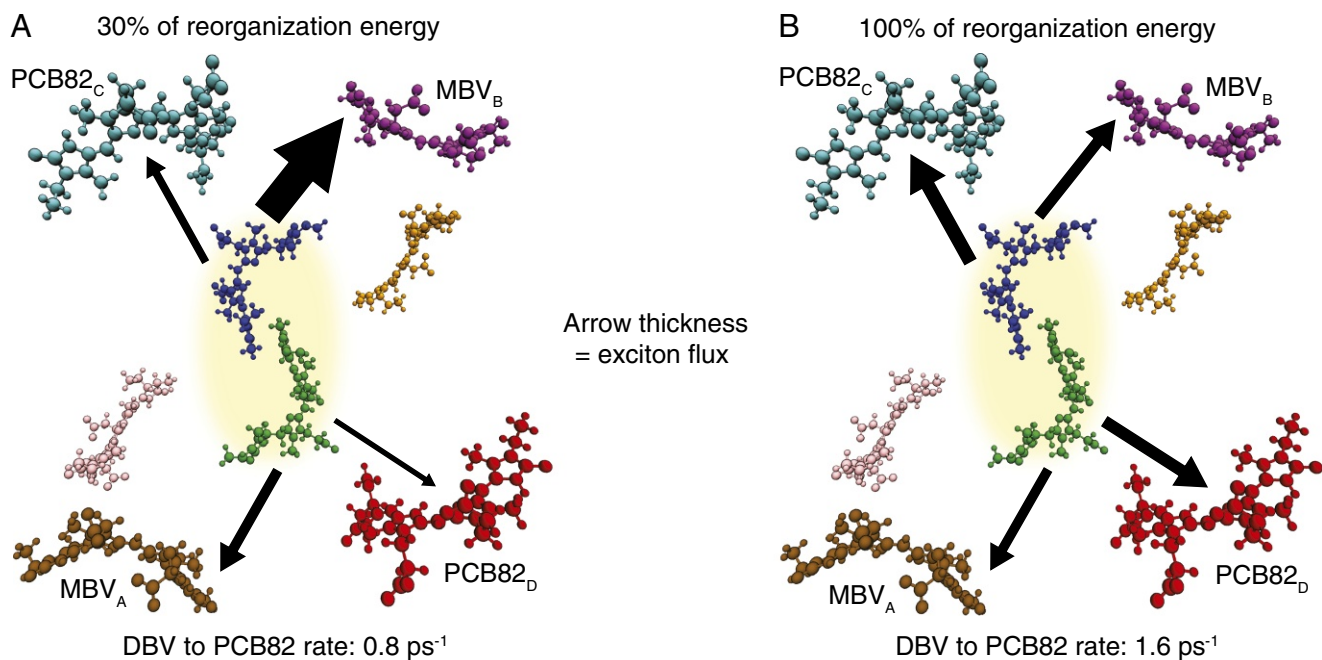 A
30% of reorganization energy
PCB82C
MBVB
MBVA
PCB82D
DBV to PCB82 rate: 0.8 ps-1
Arrow thickness
= exciton flux
B
100% of reorganization energy
PCB82C
MBVB
MBVA
PCB82D
DBV to PCB82 rate: 1.6 ps-1